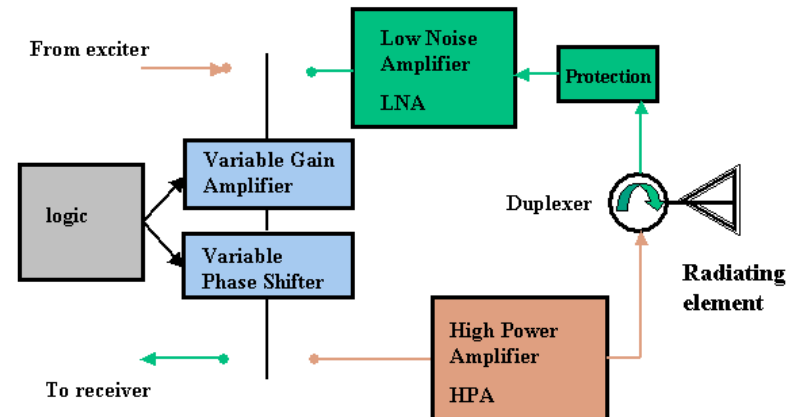 From exciter
Low Noise
Amplifier
LNA
Protection
Variable Gain
Amplifier
logic
Duplexer
Variable
Phase Shifter
Radiating
element
High Power
Amplifier
HPA
To receiver